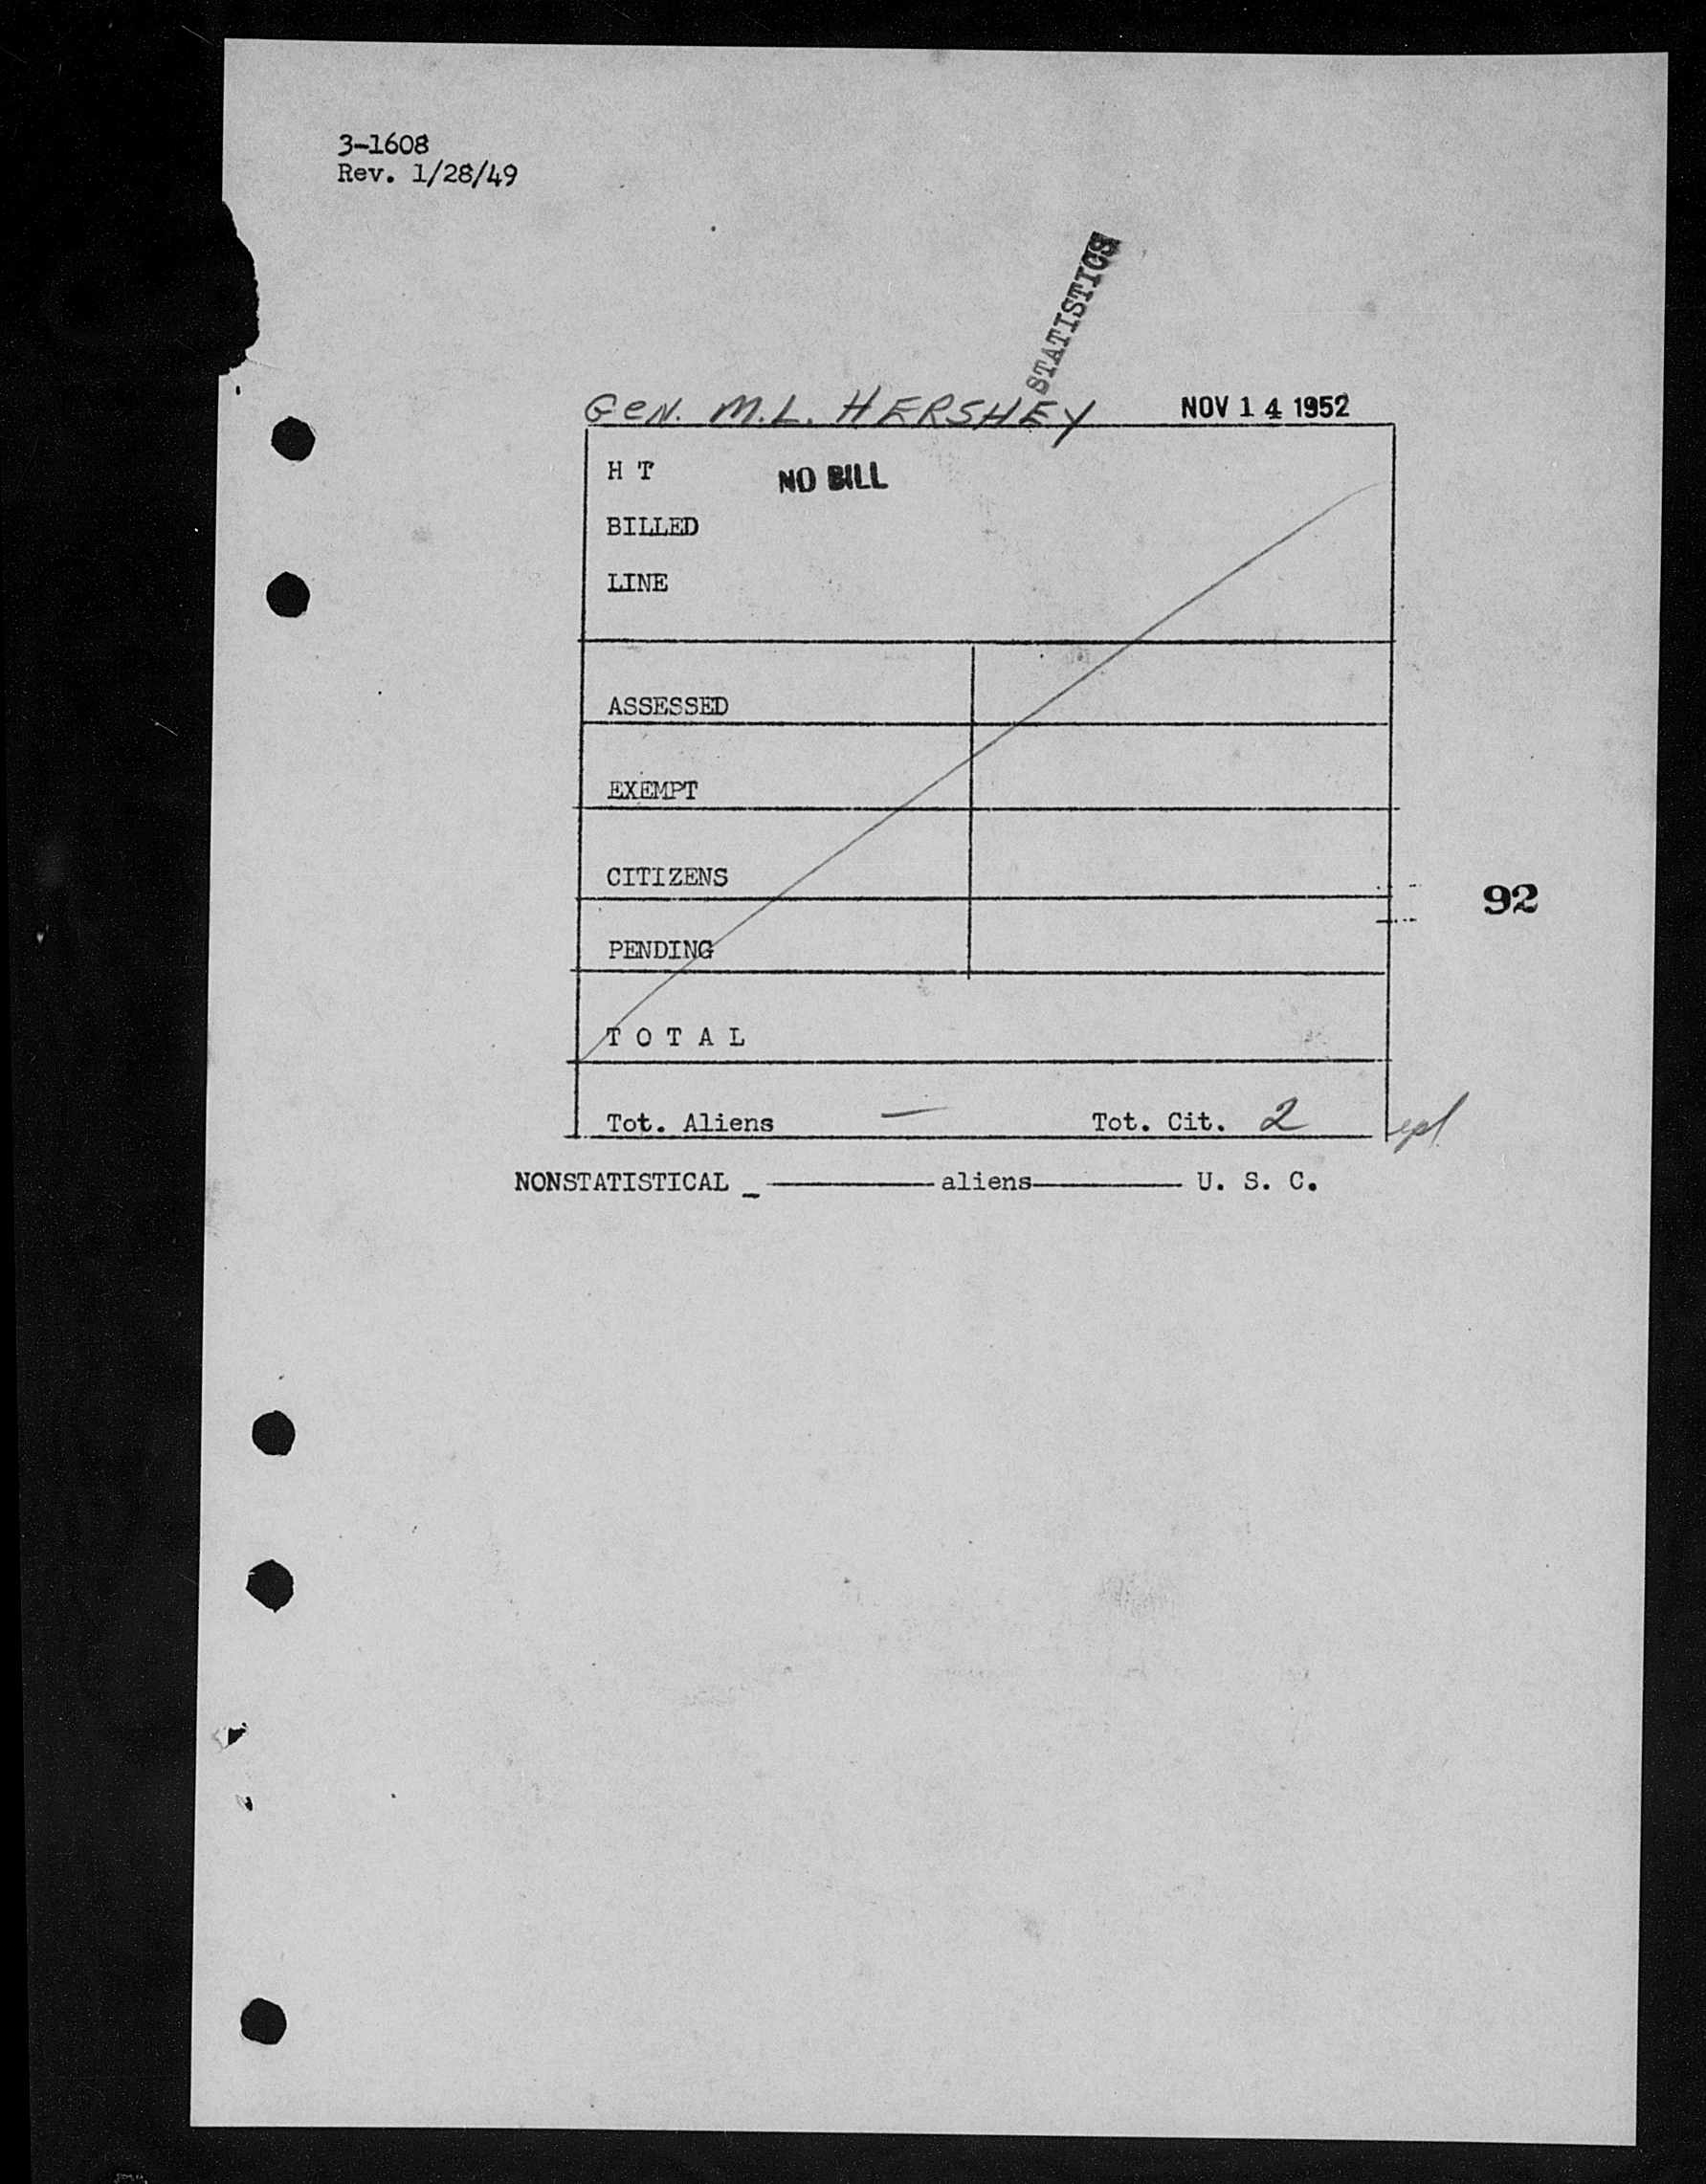 3-1608
Rev. 1/28/49
STATISTICS
GEN. M.L. HERSHEY NOV 14 1952
H T NO BILL
BILLED
LINE
ASSESSED
EXEMPT
CITIZENS
92
PENDING
T O T A L
Tot. Aliens — Tot. Cit. 2
NONSTATISTICAL _ ———— aliens ———— U. S. C.